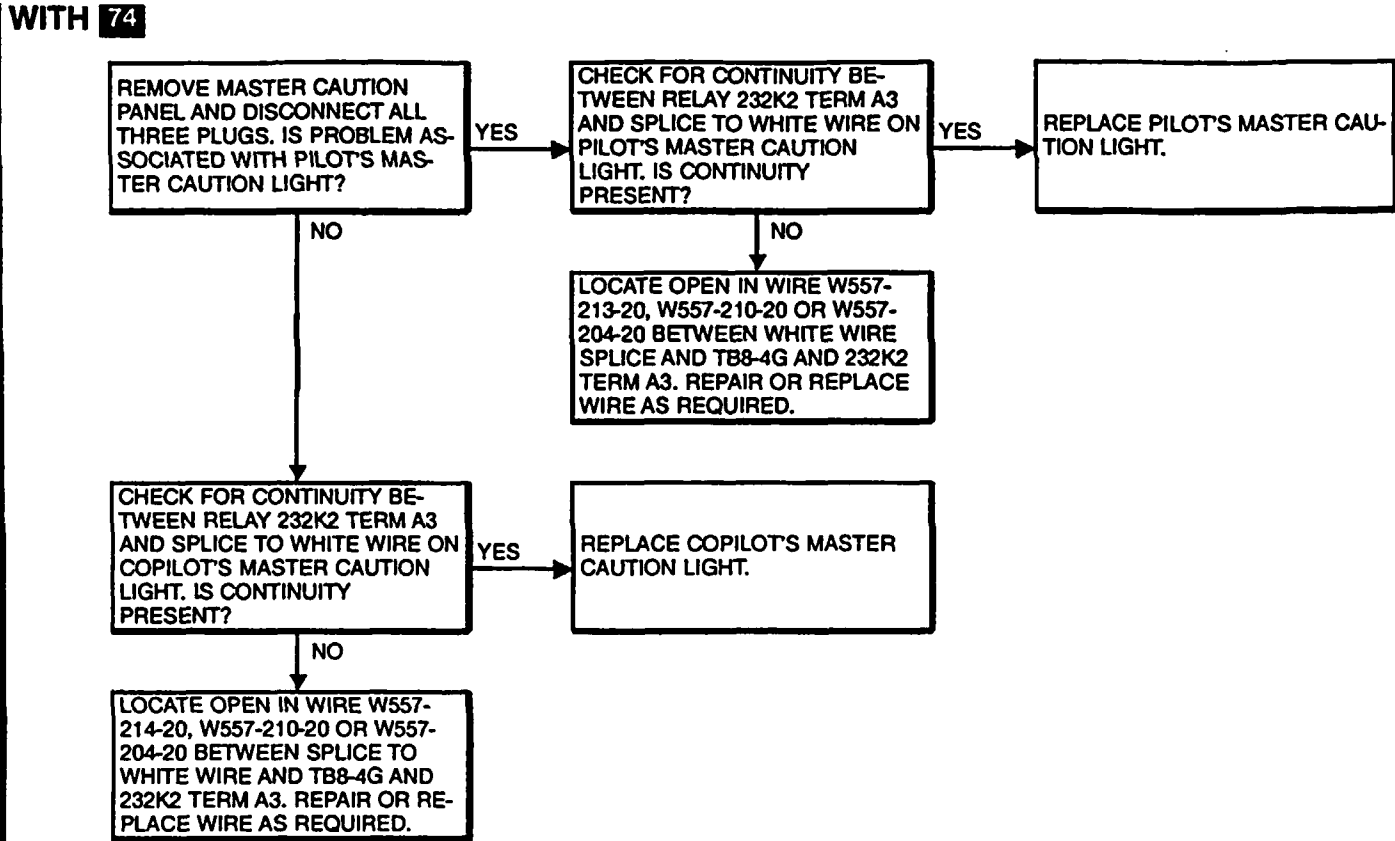 WITH 74
REMOVE MASTER CAUTION
PANEL AND DISCONNECT ALL
THREE PLUGS. IS PROBLEM AS-
SOCIATED WITH PILOT'S MAS-
TER CAUTION LIGHT?
YES
CHECK FOR CONTINUITY BE-
TWEEN RELAY 232K2 TERM A3
AND SPLICE TO WHITE WIRE ON
PILOT'S MASTER CAUTION
LIGHT. IS CONTINUITY
PRESENT?
YES
REPLACE PILOT'S MASTER CAU-
TION LIGHT.
NO
NO
LOCATE OPEN IN WIRE W557-
213-20, W557-210-20 OR W557-
204-20 BETWEEN WHITE WIRE
SPLICE AND TB8-4G AND 232K2
TERM A3. REPAIR OR REPLACE
WIRE AS REQUIRED.
CHECK FOR CONTINUITY BE-
TWEEN RELAY 232K2 TERM A3
AND SPLICE TO WHITE WIRE ON
COPILOT'S MASTER CAUTION
LIGHT. IS CONTINUITY
PRESENT?
YES
REPLACE COPILOT'S MASTER
CAUTION LIGHT.
NO
LOCATE OPEN IN WIRE W557-
214-20, W557-210-20 OR W557-
204-20 BETWEEN SPLICE TO
WHITE WIRE AND TB8-4G AND
232K2 TERM A3. REPAIR OR RE-
PLACE WIRE AS REQUIRED.